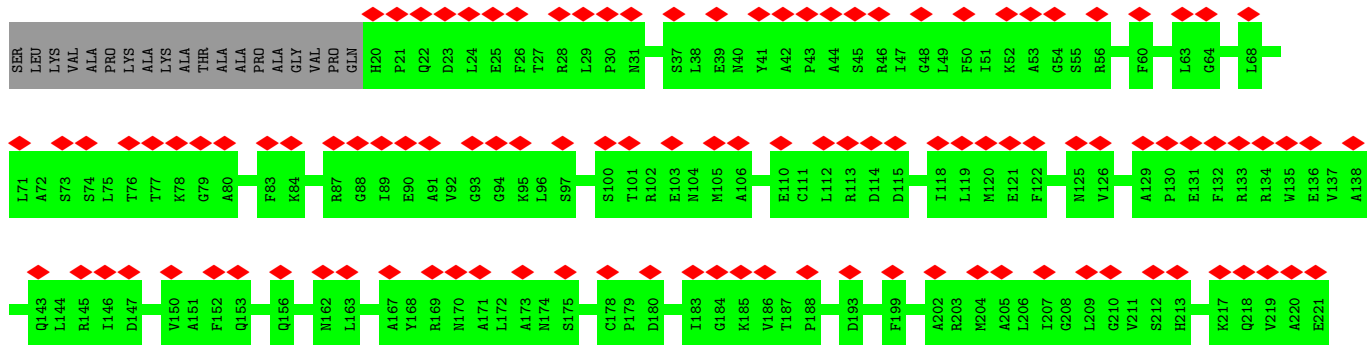 SER LEU LYS VAL ALA PRO LYS ALA LYS ALA THR ALA ALA PRO ALA GLY VAL PRO GLN H20 P21 Q22 D23 L24 E25 F26 T27 R28 L29 P30 N31 S37 L38 E39 N40 Y41 A42 P43 A44 S45 R46 I47 G48 L49 F50 I51 K52 A53 G54 S55 R56 F60 L63 G64 L68
L71 A72 S73 S74 L75 T76 T77 K78 G79 A80 F83 K84 R87 G88 I89 E90 A91 V92 G93 G94 K95 L96 S97 S100 T101 R102 E103 N104 M105 A106 E110 C111 L112 R113 D114 D115 I118 L119 M120 E121 F122 N125 V126 A129 P130 E131 F132 R133 R134 W135 E136 V137 A138
Q143 L144 R145 I146 D147 V150 A151 F152 Q153 Q156 N162 L163 A167 Y168 R169 N170 A171 L172 A173 N174 S175 C178 P179 D180 I183 G184 K185 V186 T187 P188 D193 F199 A202 R203 M204 A205 L206 I207 G208 L209 G210 V211 S212 H213 K217 Q218 V219 A220 E221